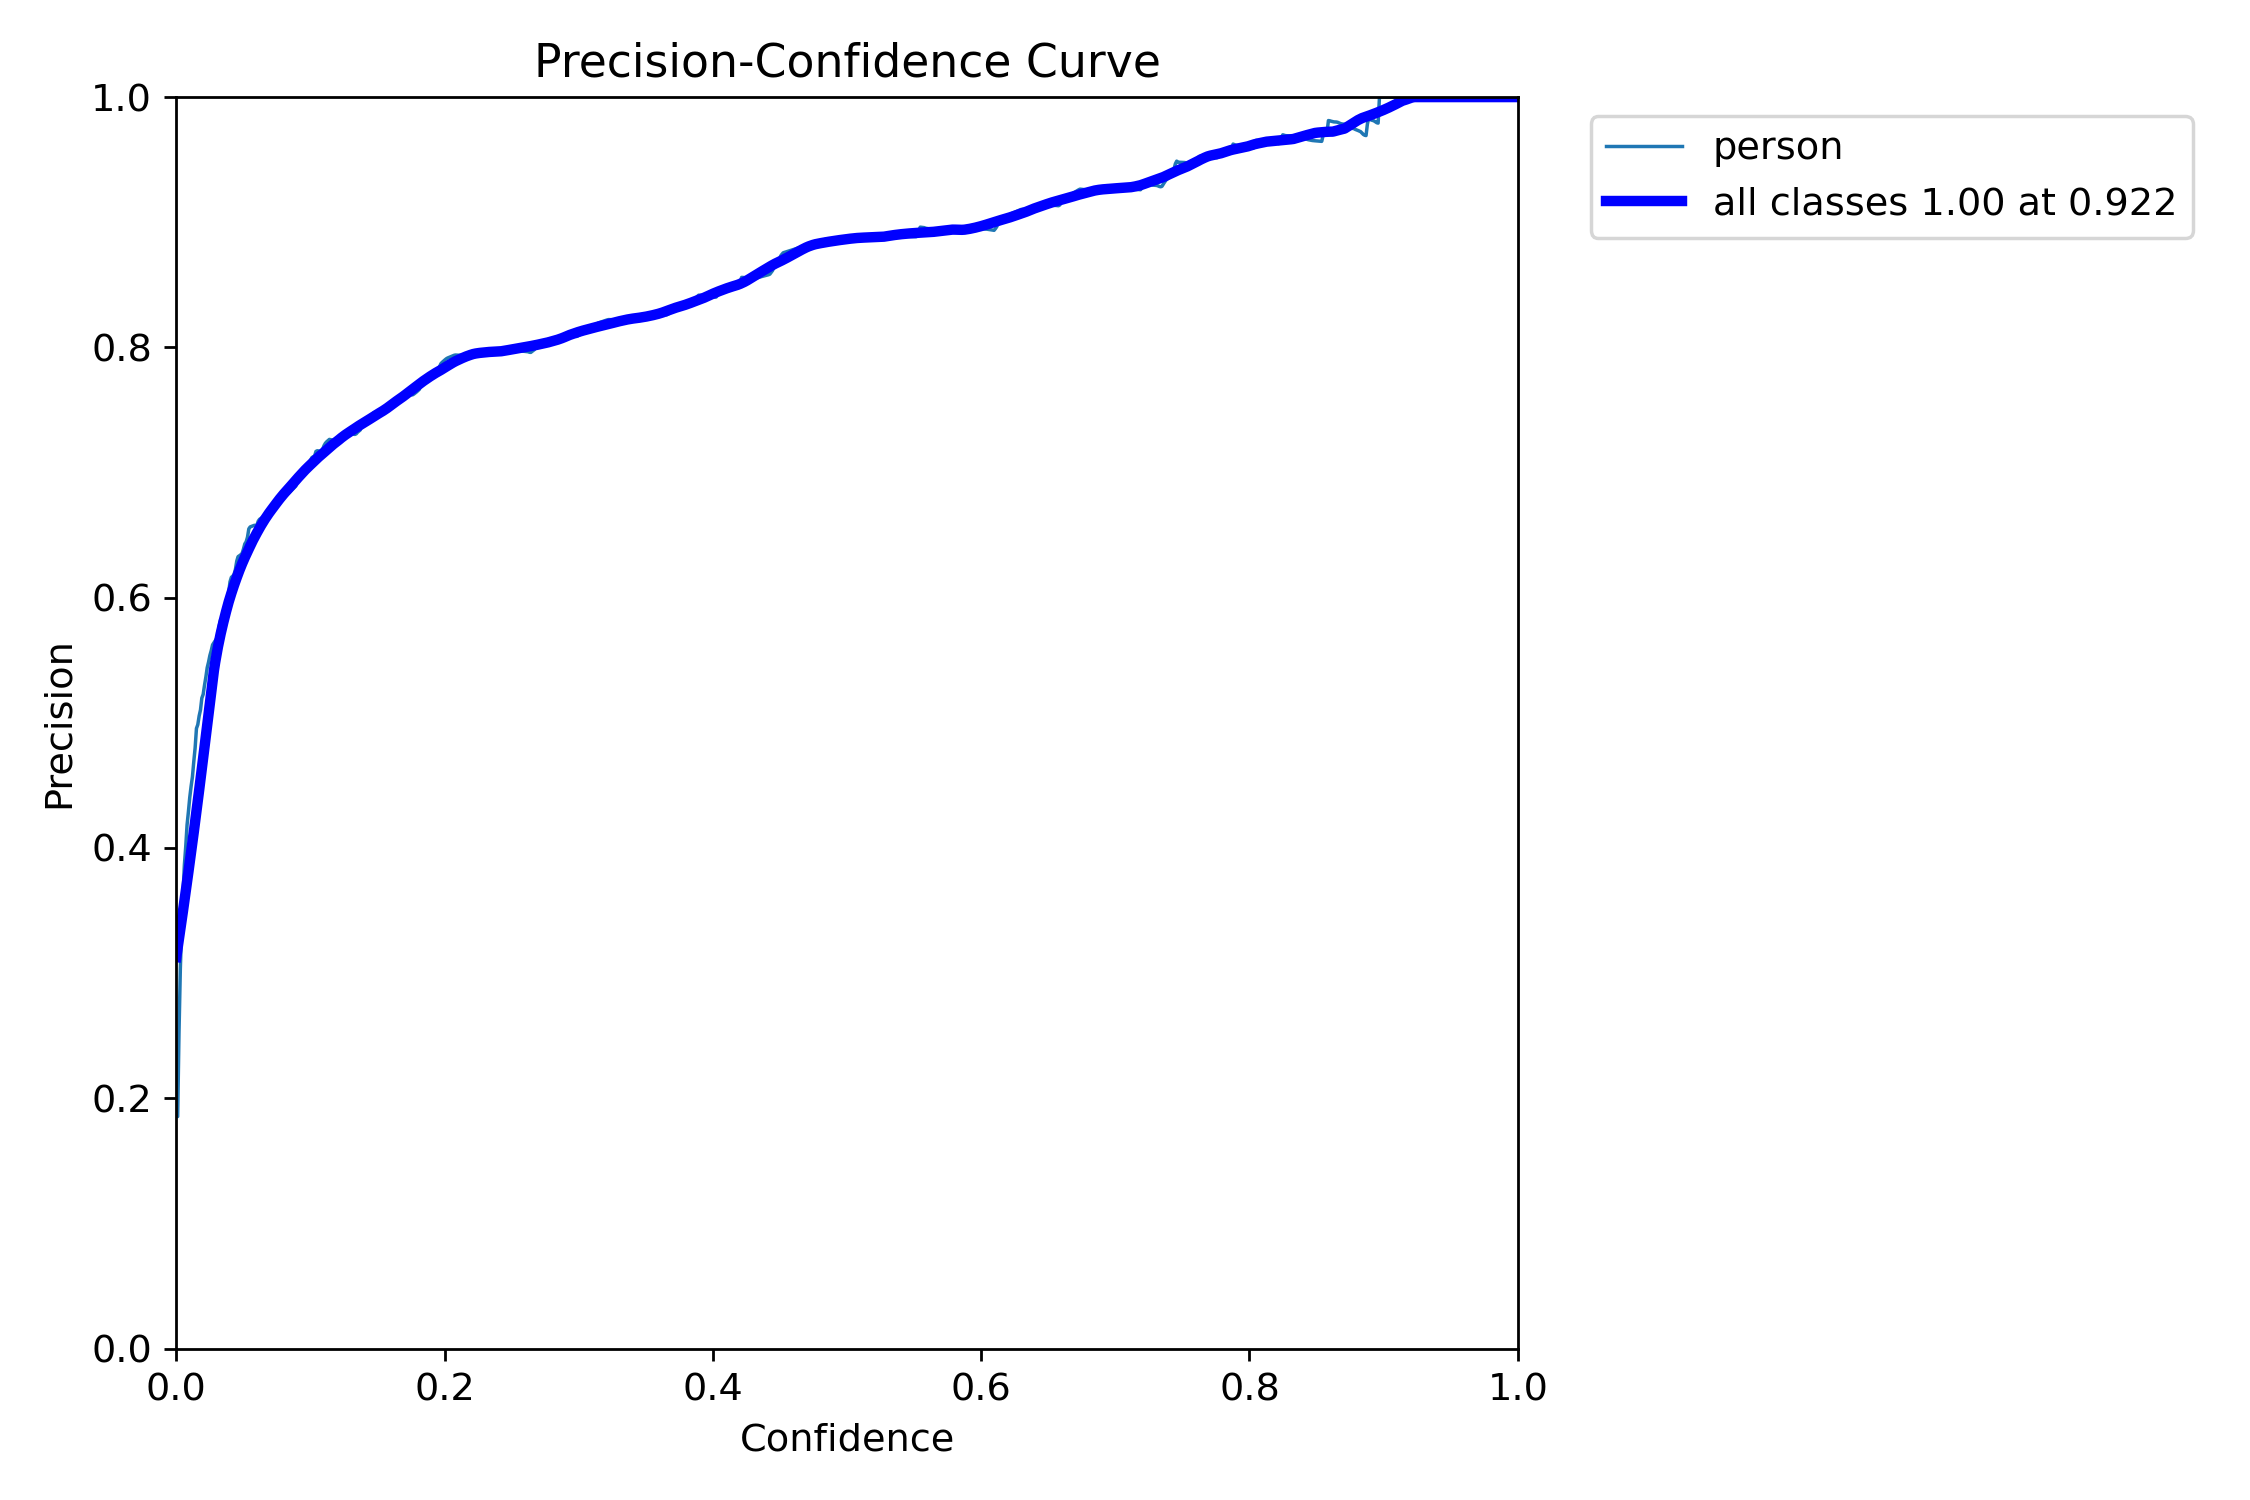 Precision-Confidence Curve
1.0
0.8
0.6
0.4
0.2
0.0
Precision
0.0 0.2 0.4 0.6 0.8 1.0
Confidence
person
all classes 1.00 at 0.922